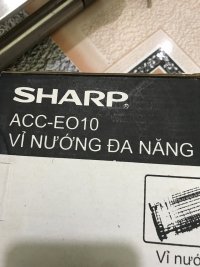 SHARP®
ACC-EO10
VỈ NƯỚNG ĐA NĂNG
Vỉ nướ